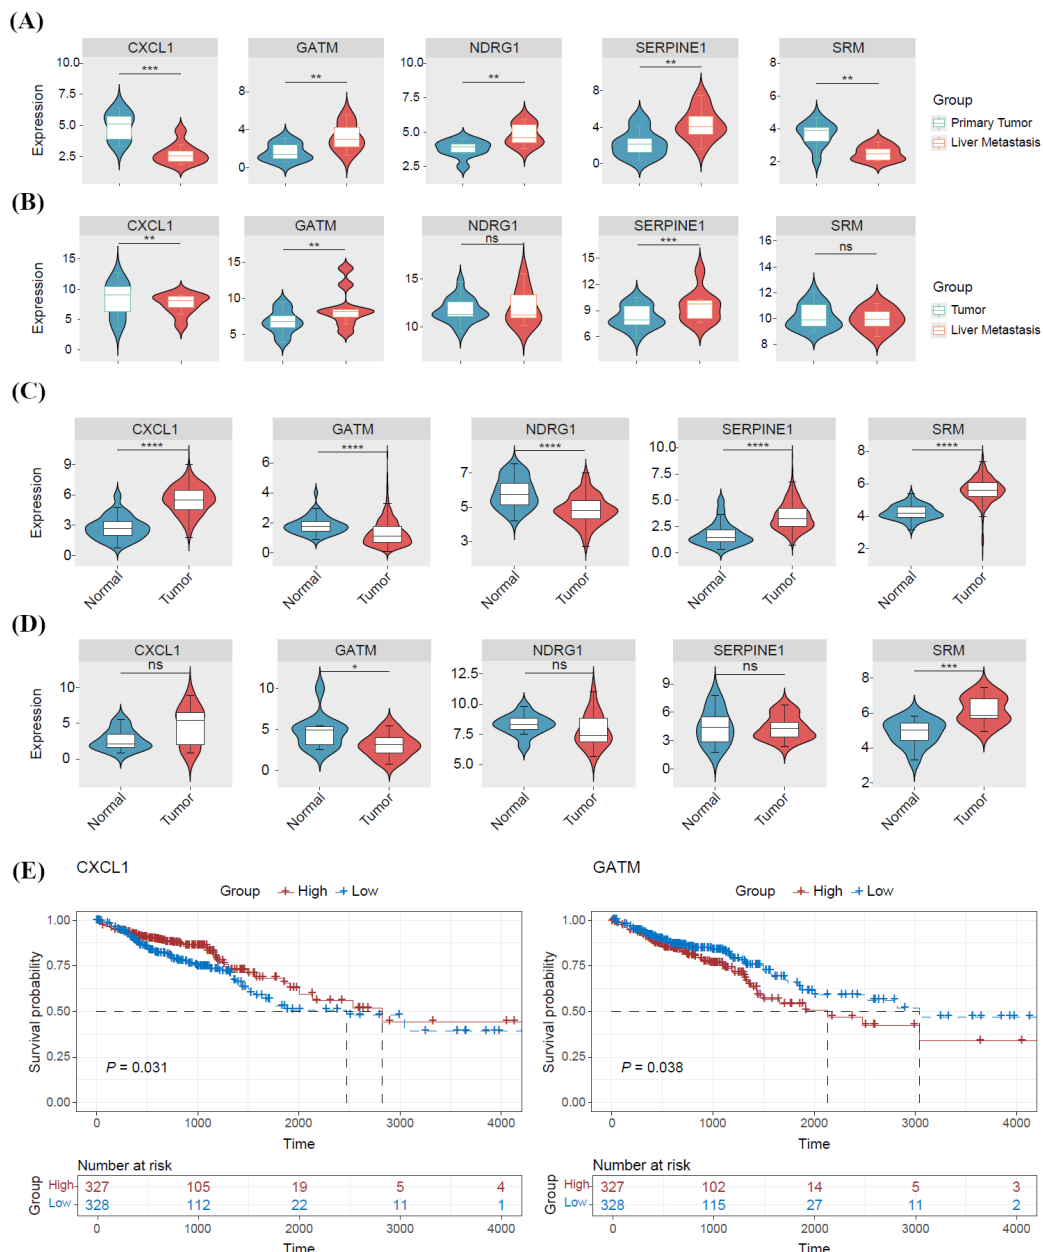 (A)
CXCL1 GATM NDRG1 SERPINE1 SRM
10.0 7.5 5.0 2.5
8 4 0
10.0 7.5 5.0 2.5
8 4 0
8 6 4 2
*** ** ** ** **
Expression
Group
Primary Tumor
Liver Metastasis
(B)
CXCL1 GATM NDRG1 SERPINE1 SRM
15 10 5 0
15 10 5
15 10
15 12 9 6
16 14 12 10 8
** ** ns *** ns
Expression
Group
Tumor
Liver Metastasis
(C)
CXCL1 GATM NDRG1 SERPINE1 SRM
9 6 3 0
6 4 2 0
7 5 3
10.0 7.5 5.0 2.5 0.0
8 6 4 2
**** **** **** **** ****
Expression
Normal Tumor Normal Tumor Normal Tumor Normal Tumor Normal Tumor
(D)
CXCL1 GATM NDRG1 SERPINE1 SRM
10 5 0
10 5 0
12.5 10.0 7.5 5.0
9 6 3 0
8 6 4 2
ns * ns ns ***
Expression
Normal Tumor Normal Tumor Normal Tumor Normal Tumor Normal Tumor
(E)
CXCL1
Group High Low
Survival probability
1.00
0.75
0.50
0.25
0.00
P = 0.031
0 1000 2000 3000 4000
Time
Number at risk
Group
High 327 105 19 5 4
Low 328 112 22 11 1
0 1000 2000 3000 4000
Time
GATM
Group High Low
Survival probability
1.00
0.75
0.50
0.25
0.00
P = 0.038
0 1000 2000 3000 4000
Time
Number at risk
Group
High 327 102 14 5 3
Low 328 115 27 11 2
0 1000 2000 3000 4000
Time